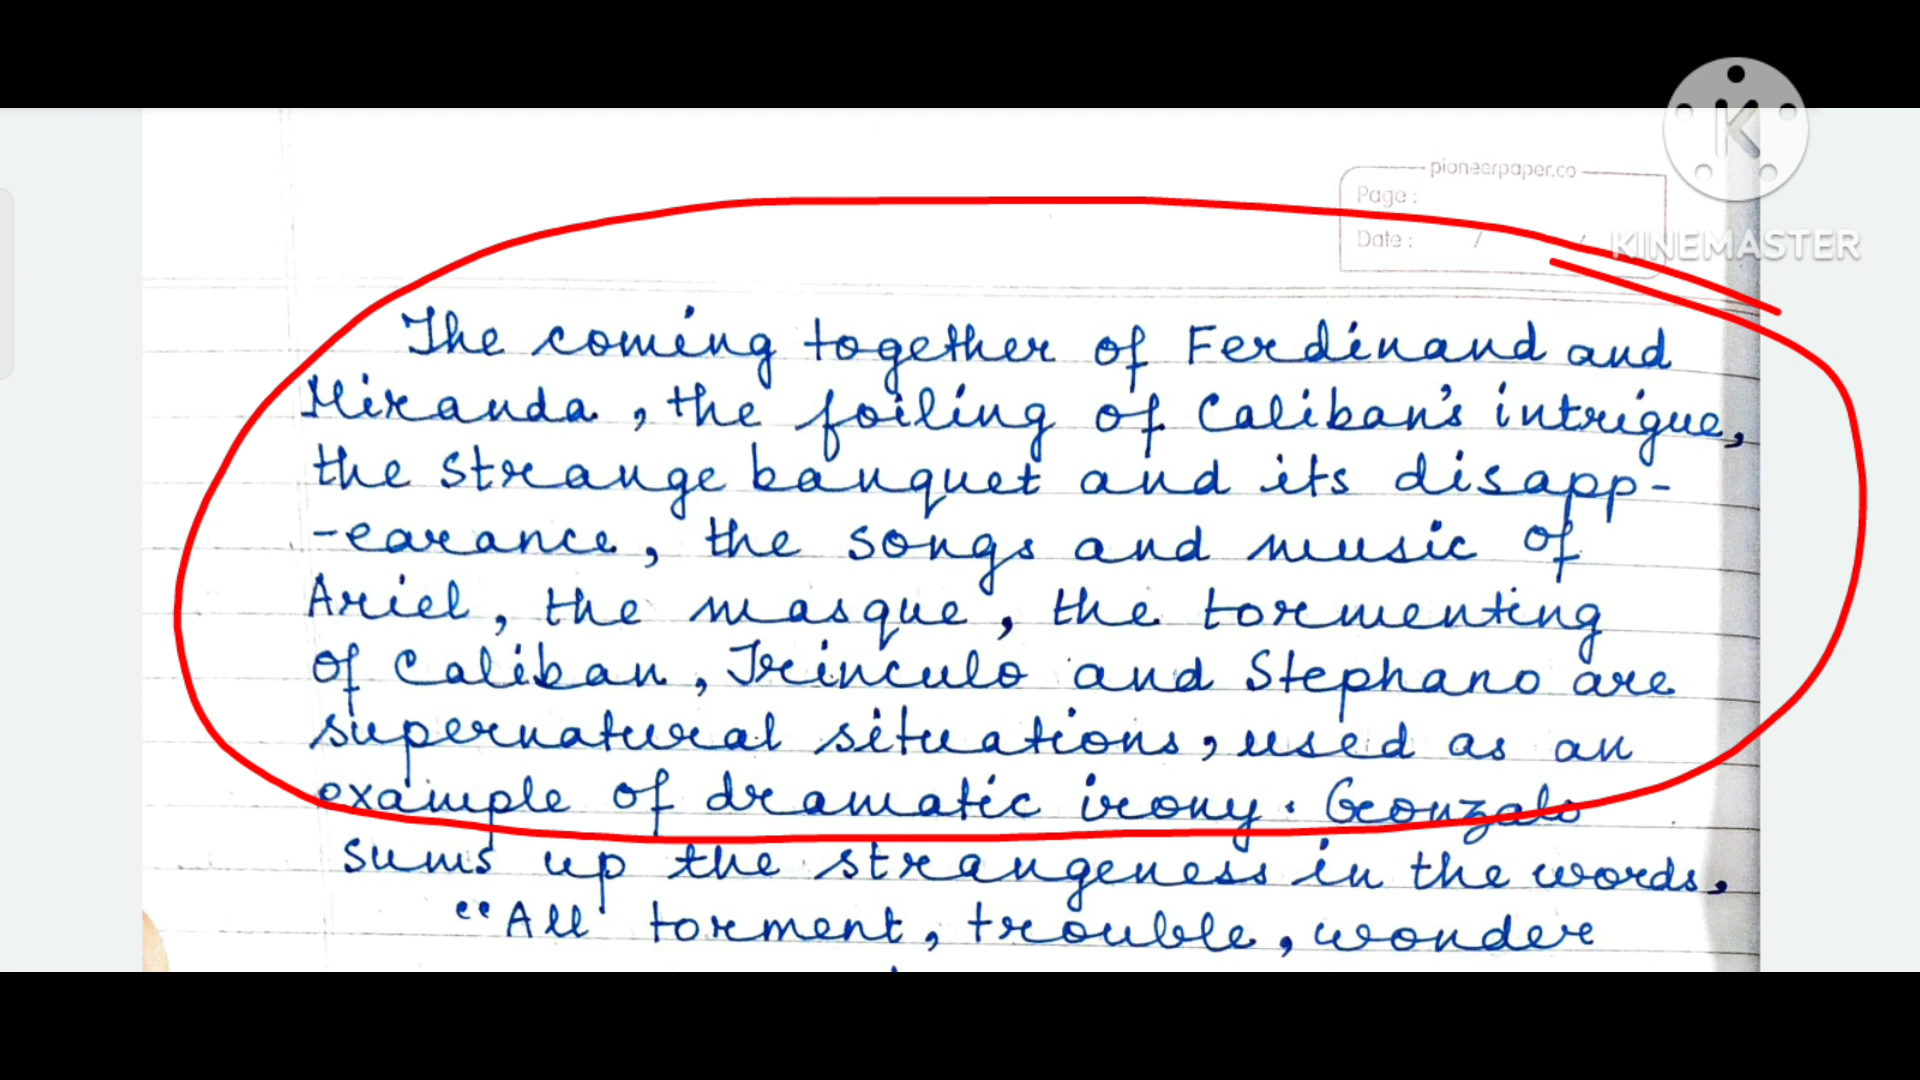 pioneerpaper.co
Page :
Date : / /
KINEMASTER
The coming together of Ferdinand and
Miranda, the foiling of Caliban's intrigue,
the strange banquet and its disapp-
-earance, the songs and music of
Ariel, the masque, the tormenting
of Caliban, Trinculo and Stephano are
supernatural situations, used as an
example of dramatic irony. Gonzalo
sums up the strangeness in the words,
"All torment, trouble, wonder